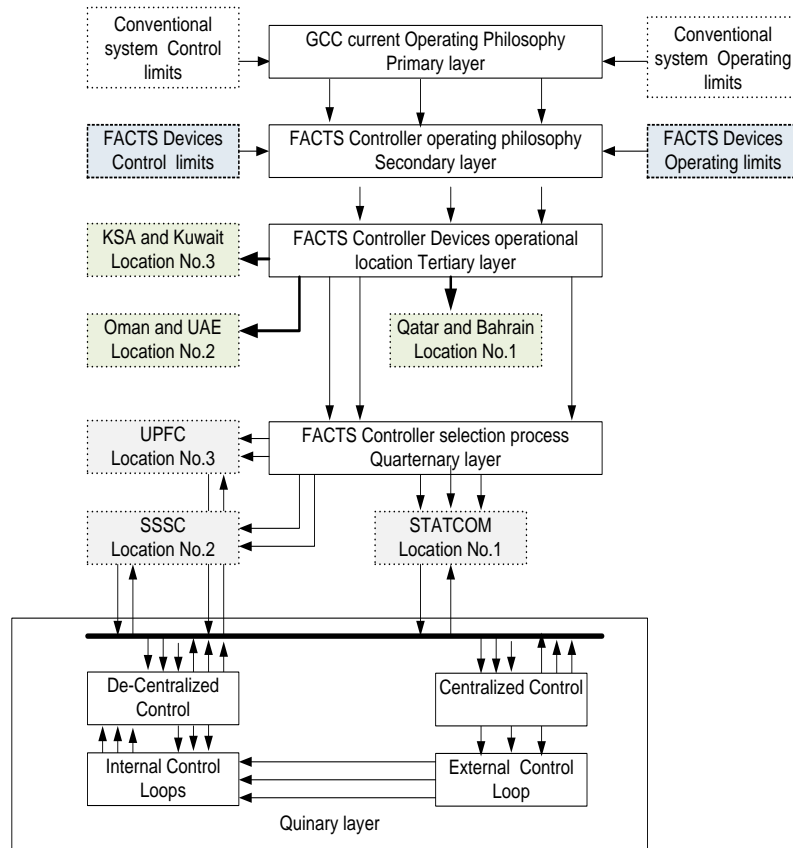 Conventional
system Control
limits
GCC current Operating Philosophy
Primary layer
Conventional
system Operating
limits
FACTS Devices
Control limits
FACTS Controller operating philosophy
Secondary layer
FACTS Devices
Operating limits
KSA and Kuwait
Location No.3
FACTS Controller Devices operational
location Tertiary layer
Oman and UAE
Location No.2
Qatar and Bahrain
Location No.1
UPFC
Location No.3
FACTS Controller selection process
Quarternary layer
SSSC
Location No.2
STATCOM
Location No.1
De-Centralized
Control
Centralized Control
Internal Control
Loops
External Control
Loop
Quinary layer